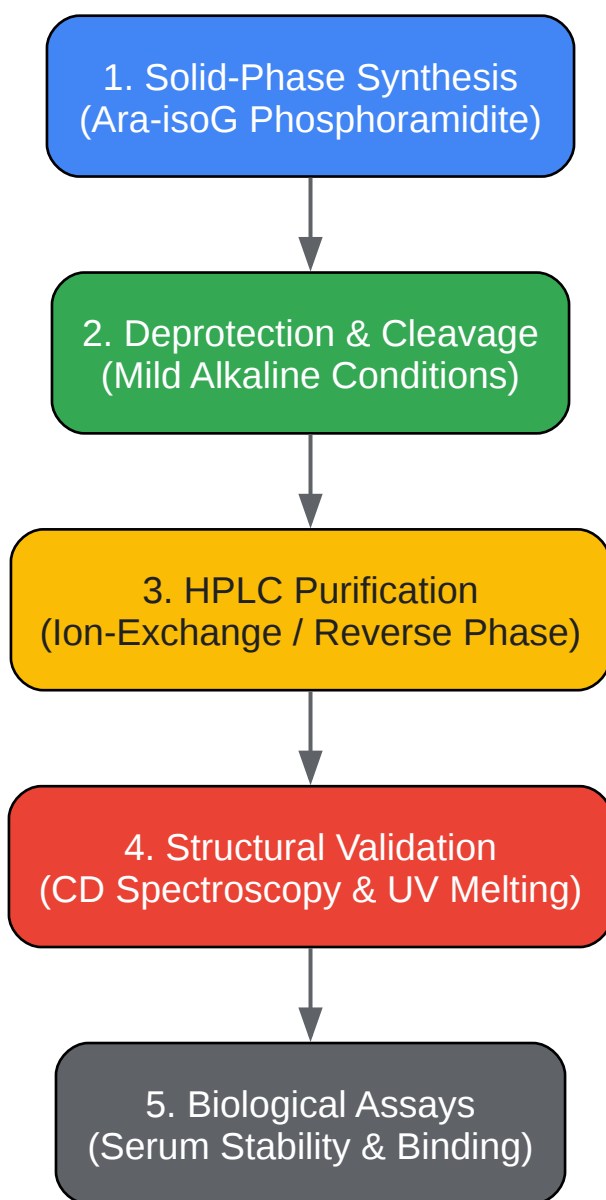 1. Solid-Phase Synthesis
(Ara-isoG Phosphoramidite)
2. Deprotection & Cleavage
(Mild Alkaline Conditions)
3. HPLC Purification
(Ion-Exchange / Reverse Phase)
4. Structural Validation
(CD Spectroscopy & UV Melting)
5. Biological Assays
(Serum Stability & Binding)